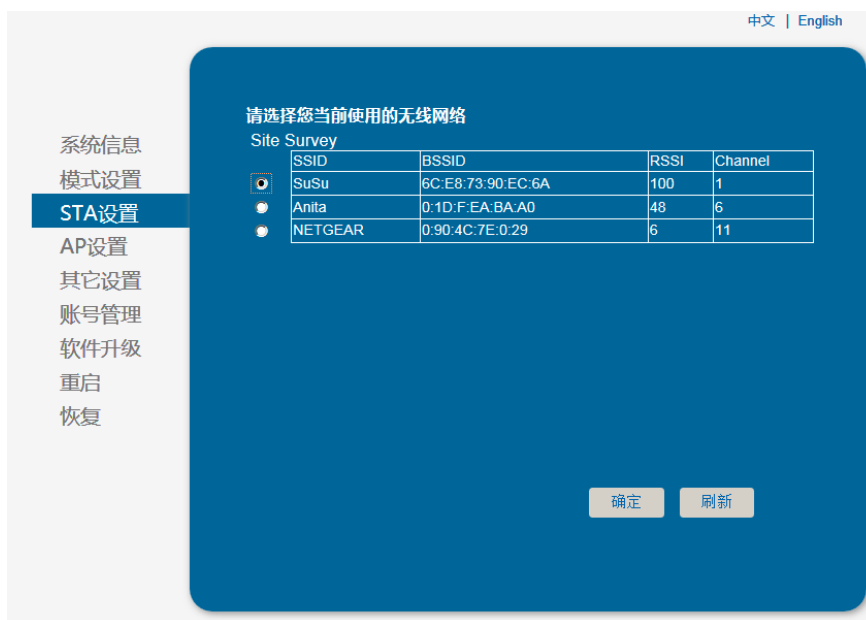 中文 | English
请选择您当前使用的无线网络
Site Survey
SSID BSSID RSSI Channel
SuSu 6C:E8:73:90:EC:6A 100 1
Anita 0:1D:F:EA:BA:A0 48 6
NETGEAR 0:90:4C:7E:0:29 6 11
系统信息
模式设置
STA设置
AP设置
其它设置
账号管理
软件升级
重启
恢复
确定 刷新